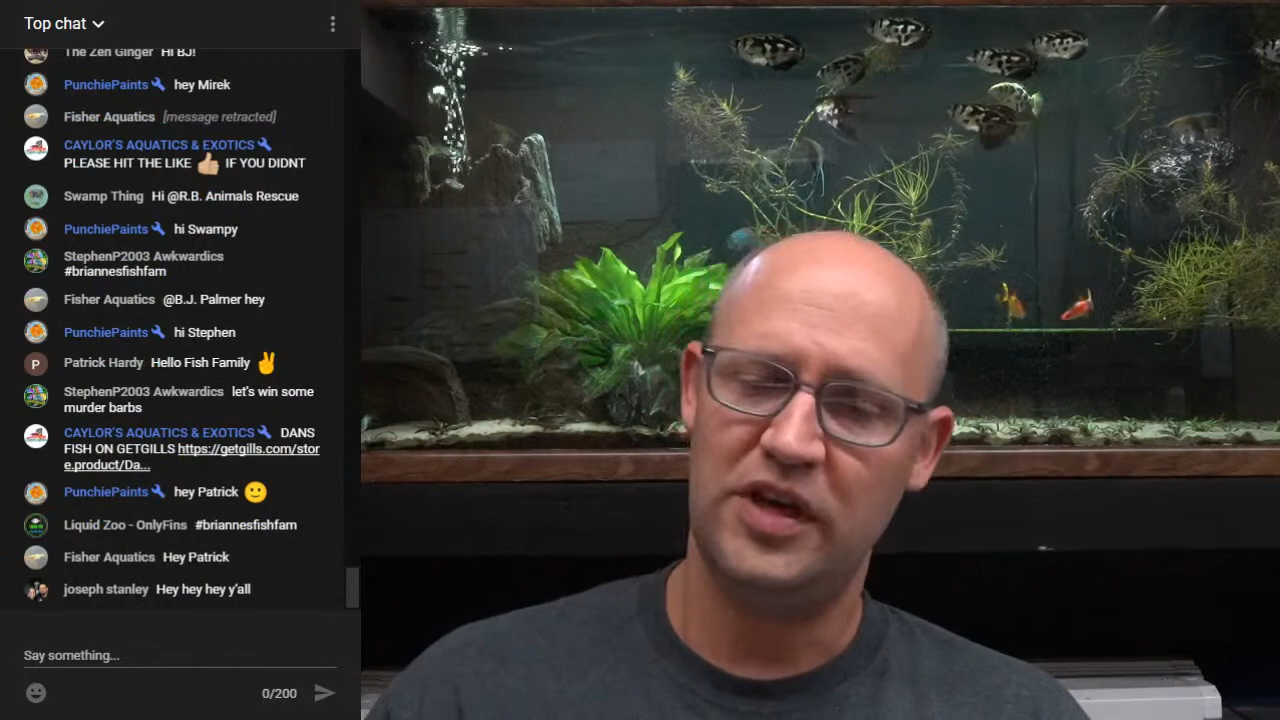 Top chat
The Zen Ginger Hi BJ!
PunchiePaints hey Mirek
Fisher Aquatics [message retracted]
CAYLOR'S AQUATICS & EXOTICS
PLEASE HIT THE LIKE 👍 IF YOU DIDNT
Swamp Thing Hi @R.B. Animals Rescue
PunchiePaints hi Swampy
StephenP2003 Awkwardics
#briannesfishfam
Fisher Aquatics @B.J. Palmer hey
PunchiePaints hi Stephen
P Patrick Hardy Hello Fish Family ✌
StephenP2003 Awkwardics let's win some
murder barbs
CAYLOR'S AQUATICS & EXOTICS DANS
FISH ON GETGILLS https://getgills.com/stor
e.product/Da...
PunchiePaints hey Patrick 🙂
Liquid Zoo - OnlyFins #briannesfishfam
Fisher Aquatics Hey Patrick
joseph stanley Hey hey hey y'all
Say something...
0/200